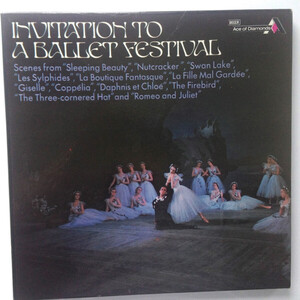 INVITATION TO
A BALLET FESTIVAL
DECCA
Ace of Diamonds
Scenes from "Sleeping Beauty", "Nutcracker", "Swan Lake",
"Les Sylphides", "La Boutique Fantasque", "La Fille Mal Gardée",
"Giselle", "Coppélia", "Daphnis et Chloë", "The Firebird",
"The Three-cornered Hat" and "Romeo and Juliet"